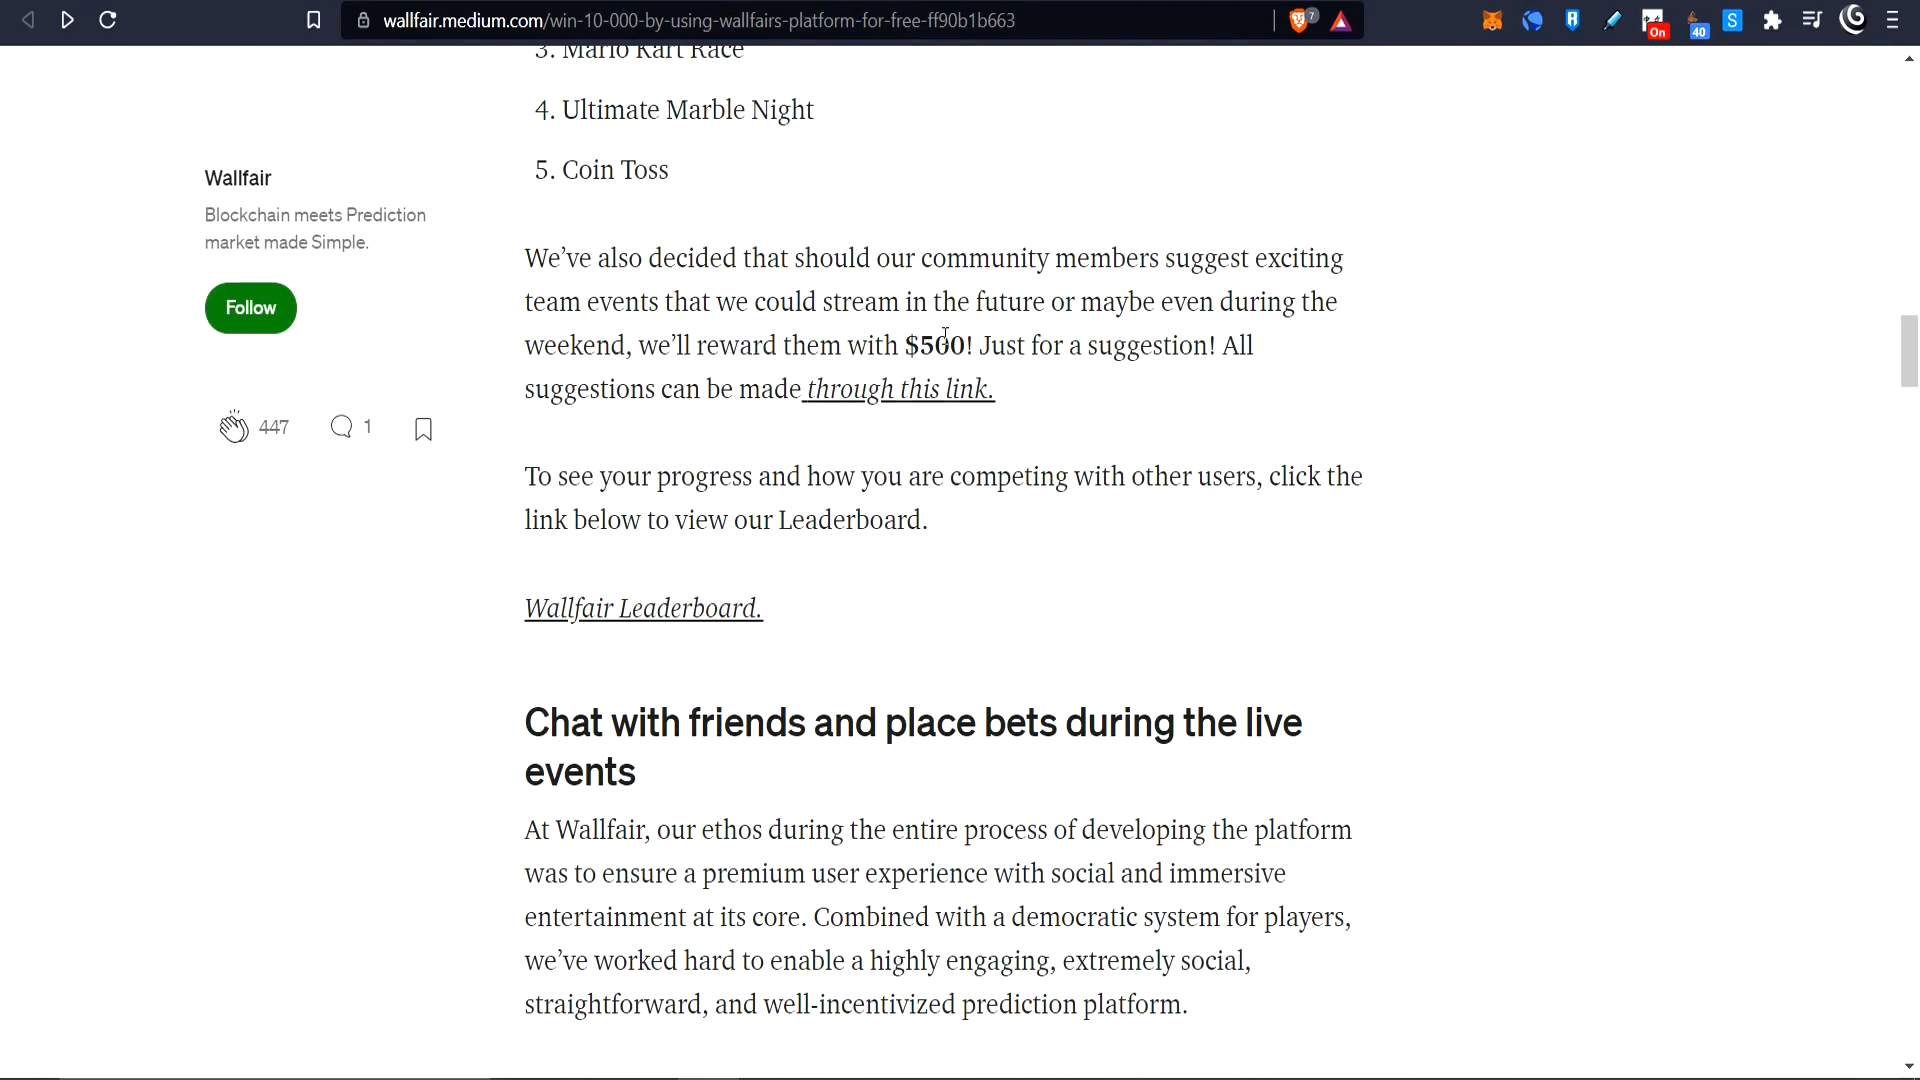 wallfair.medium.com/win-10-000-by-using-wallfairs-platform-for-free-ff90b1b663
7
On
40
S
3. Mario Kart Race
4. Ultimate Marble Night
5. Coin Toss
Wallfair
Blockchain meets Prediction
market made Simple.
Follow
447
1
We’ve also decided that should our community members suggest exciting
team events that we could stream in the future or maybe even during the
weekend, we’ll reward them with $500! Just for a suggestion! All
suggestions can be made through this link.
To see your progress and how you are competing with other users, click the
link below to view our Leaderboard.
Wallfair Leaderboard.
Chat with friends and place bets during the live
events
At Wallfair, our ethos during the entire process of developing the platform
was to ensure a premium user experience with social and immersive
entertainment at its core. Combined with a democratic system for players,
we’ve worked hard to enable a highly engaging, extremely social,
straightforward, and well-incentivized prediction platform.